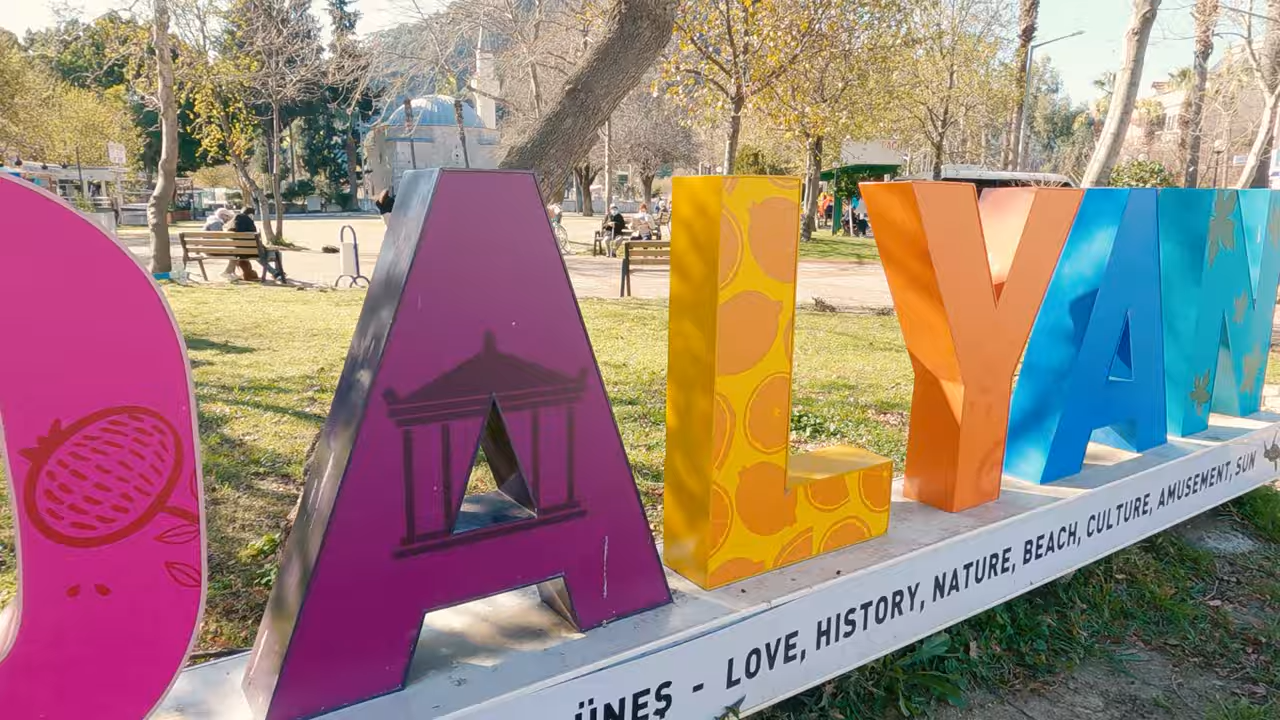 DALYAN
ÜNEŞ - LOVE, HISTORY, NATURE, BEACH, CULTURE, AMUSEMENT, SUN